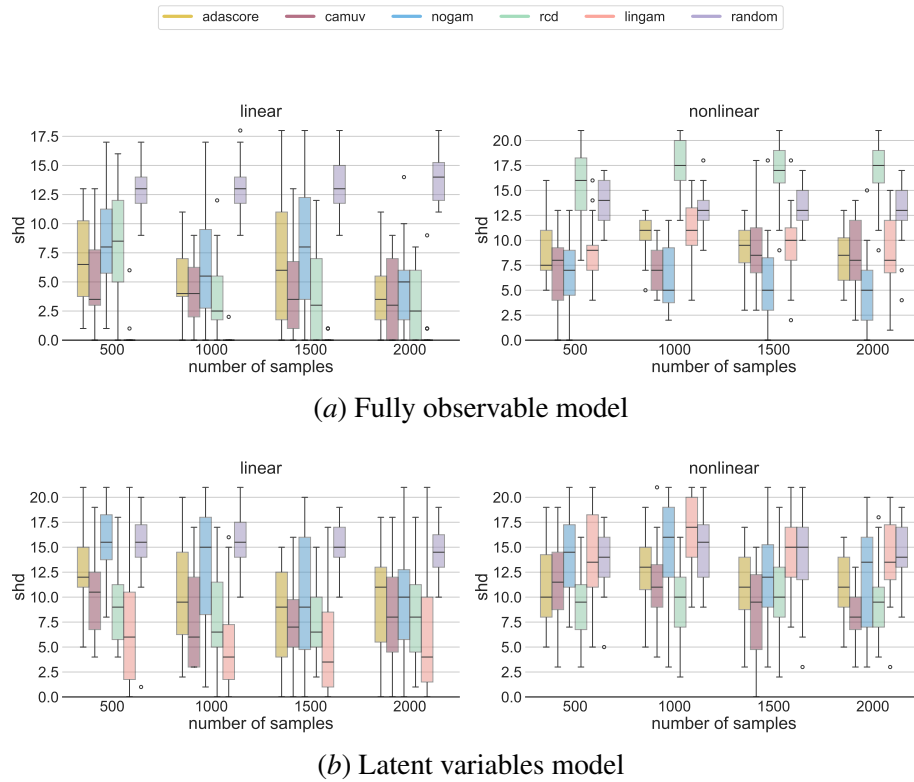 adascore camuv nogam rcd lingam random
linear
nonlinear
shd
17.5
15.0
12.5
10.0
7.5
5.0
2.5
0.0
500 1000 1500 2000
number of samples
shd
20.0
17.5
15.0
12.5
10.0
7.5
5.0
2.5
0.0
500 1000 1500 2000
number of samples
(a) Fully observable model
linear
nonlinear
shd
20.0
17.5
15.0
12.5
10.0
7.5
5.0
2.5
0.0
500 1000 1500 2000
number of samples
shd
20.0
17.5
15.0
12.5
10.0
7.5
5.0
2.5
0.0
500 1000 1500 2000
number of samples
(b) Latent variables model